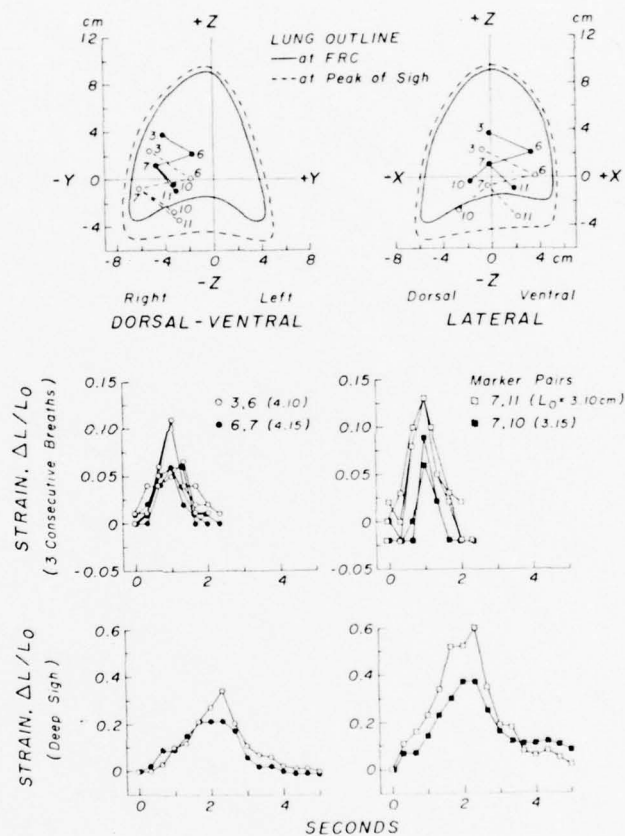 cm +Z +Z cm
LUNG OUTLINE
— at FRC
--- at Peak of Sigh
12 12
8 8
4 4
0 0
-4 -4
3 3 6 6 7 7 10 10 11 11
3 3 6 6 7 7 10 10 11 11
-Y +Y -X +X
-8 -4 0 4 8 -8 -4 0 4 cm
-Z -Z
Right Left Dorsal Ventral
DORSAL-VENTRAL LATERAL
STRAIN, ΔL/L₀
(3 Consecutive Breaths)
0.15 0.15
0.10 0.10
0.05 0.05
0 0
-0.05 -0.05
○ 3,6 (4.10)
● 6,7 (4.15)
Marker Pairs
□ 7,11 (L₀ = 3.10cm)
■ 7,10 (3.15)
0 2 4 0 2 4
STRAIN, ΔL/L₀
(Deep Sigh)
0.6 0.6
0.4 0.4
0.2 0.2
0 0
0 2 4 0 2 4
SECONDS